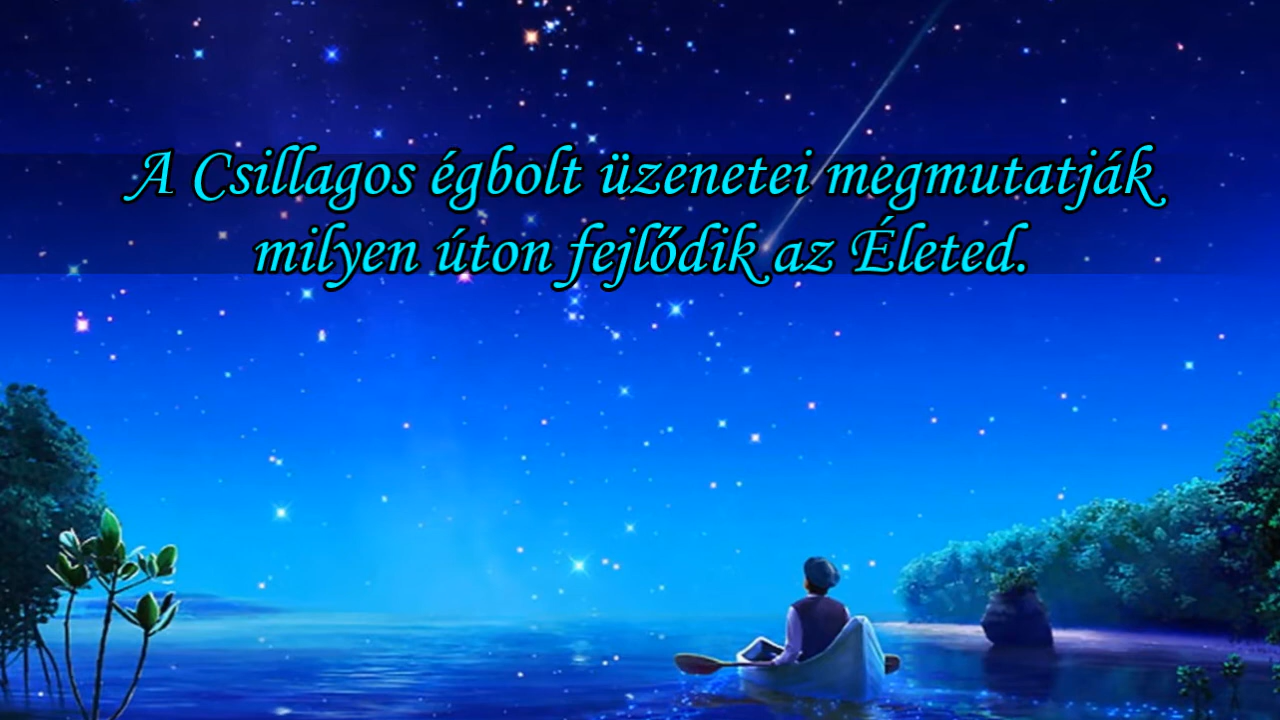 A Csillagos égbolt üzenetei megmutatják
milyen úton fejlődik az Életed.